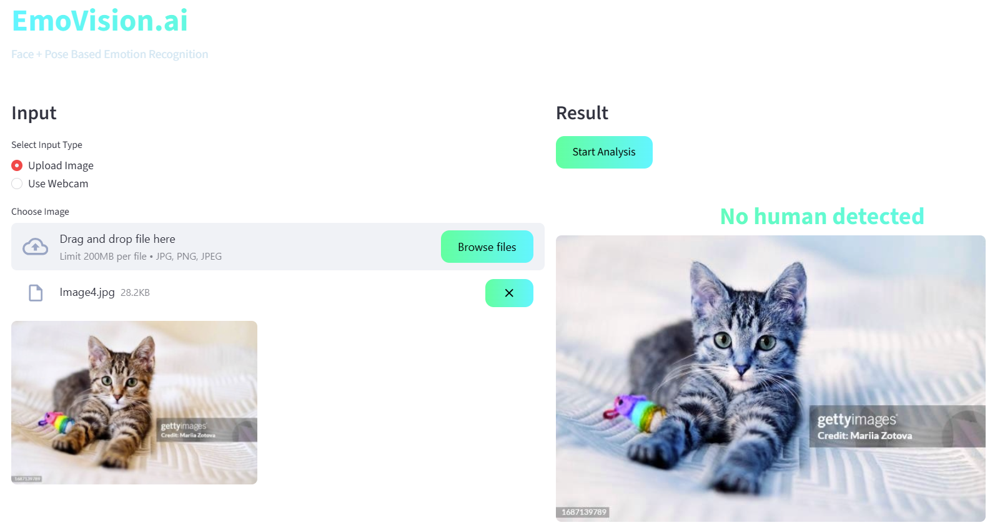 EmoVision.ai
Face + Pose Based Emotion Recognition
Input
Select Input Type
Upload Image
Use Webcam
Choose Image
Drag and drop file here
Limit 200MB per file • JPG, PNG, JPEG
Browse files
Image4.jpg 28.2KB
gettyimages®
Credit: Mariia Zotova
1687139789
Result
Start Analysis
No human detected
gettyimages®
Credit: Mariia Zotova
1687139789